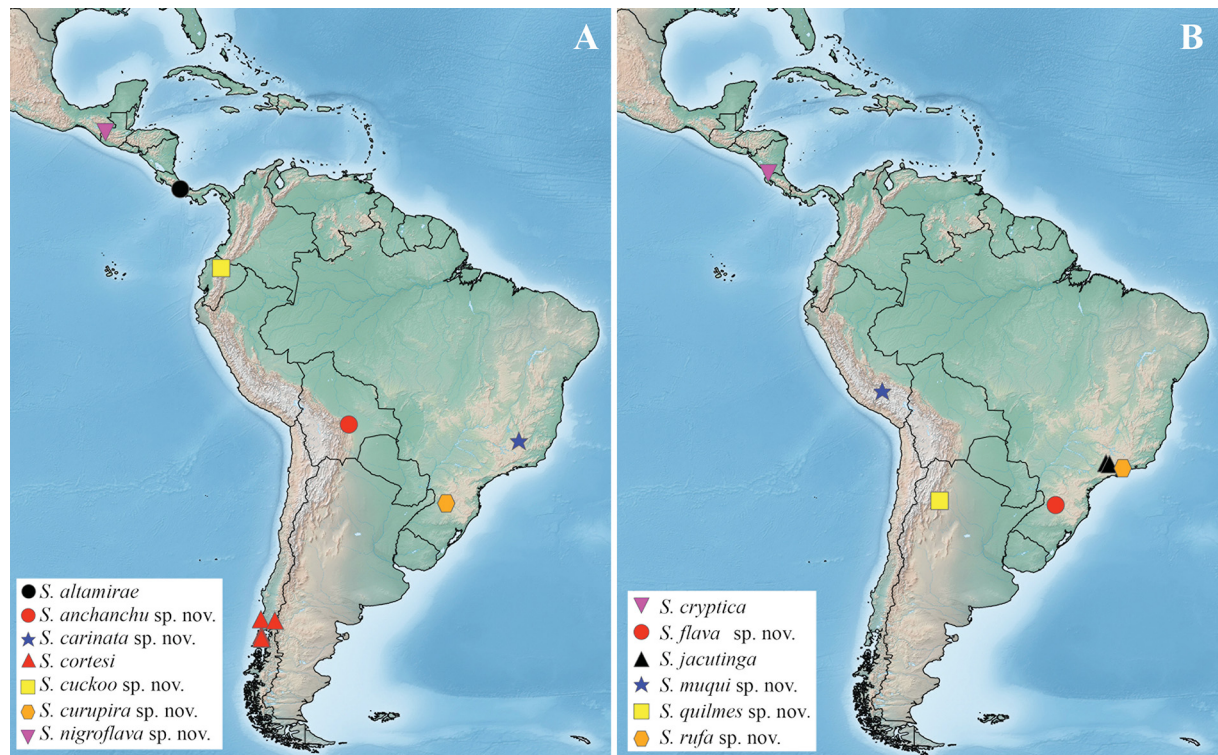 A
S. altamirae
S. anchanchu sp. nov.
S. carinata sp. nov.
S. cortesi
S. cuckoo sp. nov.
S. curupira sp. nov.
S. nigroflava sp. nov.
B
S. cryptica
S. flava sp. nov.
S. jacutinga
S. muqui sp. nov.
S. quilmes sp. nov.
S. rufa sp. nov.